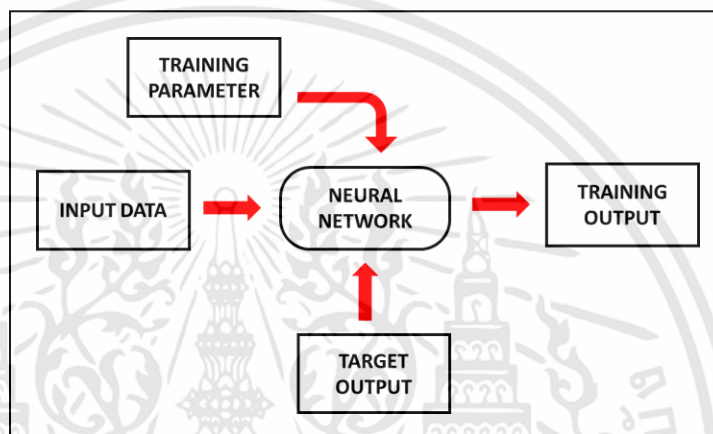 TRAINING
PARAMETER
INPUT DATA
NEURAL
NETWORK
TRAINING
OUTPUT
TARGET
OUTPUT